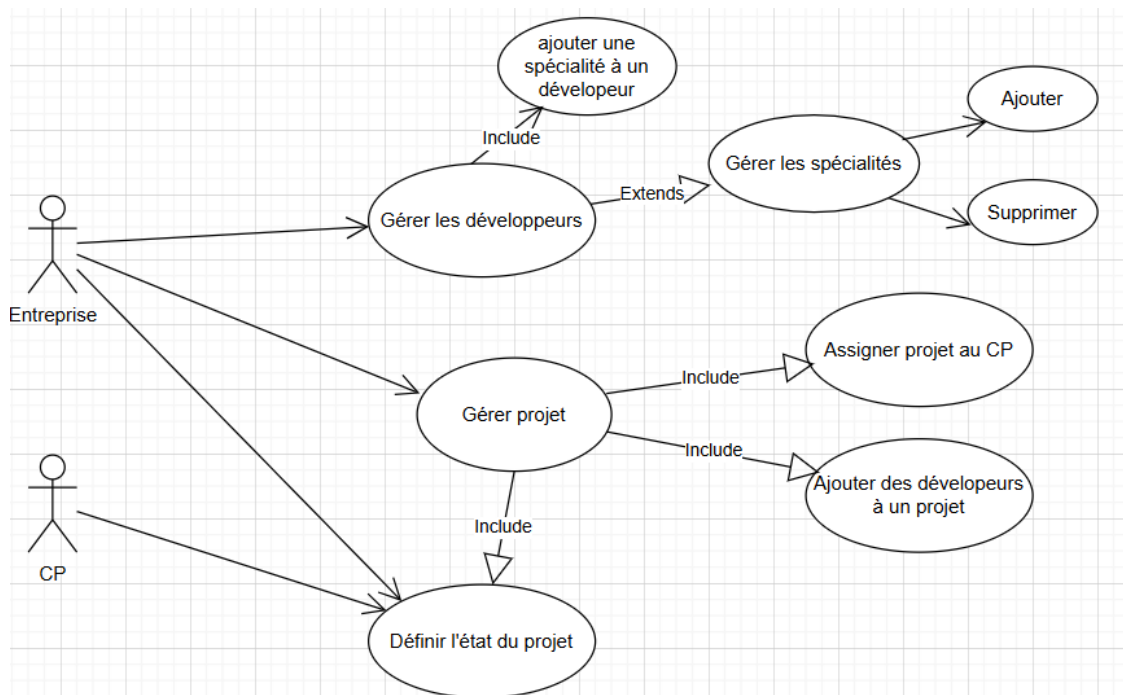 ajouter une
spécialité à un
dévelopeur
Include
Ajouter
Gérer les spécialités
Extends
Supprimer
Gérer les développeurs
Entreprise
Assigner projet au CP
Include
Gérer projet
Include
Ajouter des dévelopeurs
à un projet
Include
CP
Définir l'état du projet